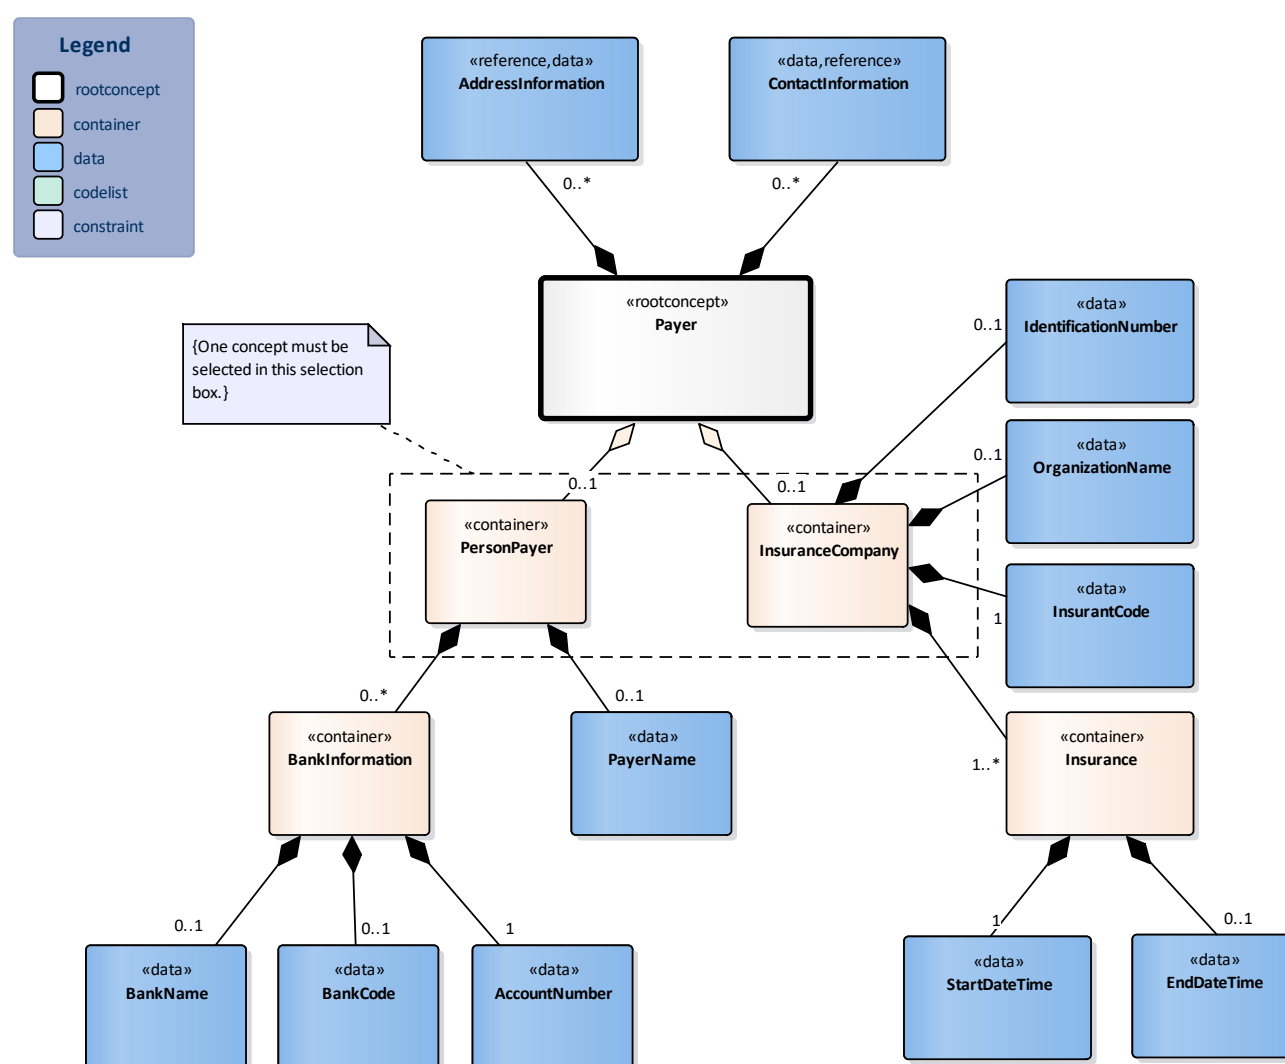 Legend
rootconcept
container
data
codelist
constraint
«reference,data»
AddressInformation
«data,reference»
ContactInformation
0..*
0..*
«rootconcept»
Payer
{One concept must be
selected in this selection
box.}
«data»
IdentificationNumber
0..1
«data»
OrganizationName
0..1
0..1
0..1
«container»
PersonPayer
«container»
InsuranceCompany
«data»
InsurantCode
1
0..*
0..1
«container»
BankInformation
«data»
PayerName
«container»
Insurance
1..*
0..1
0..1
1
1
0..1
«data»
BankName
«data»
BankCode
«data»
AccountNumber
«data»
StartDateTime
«data»
EndDateTime